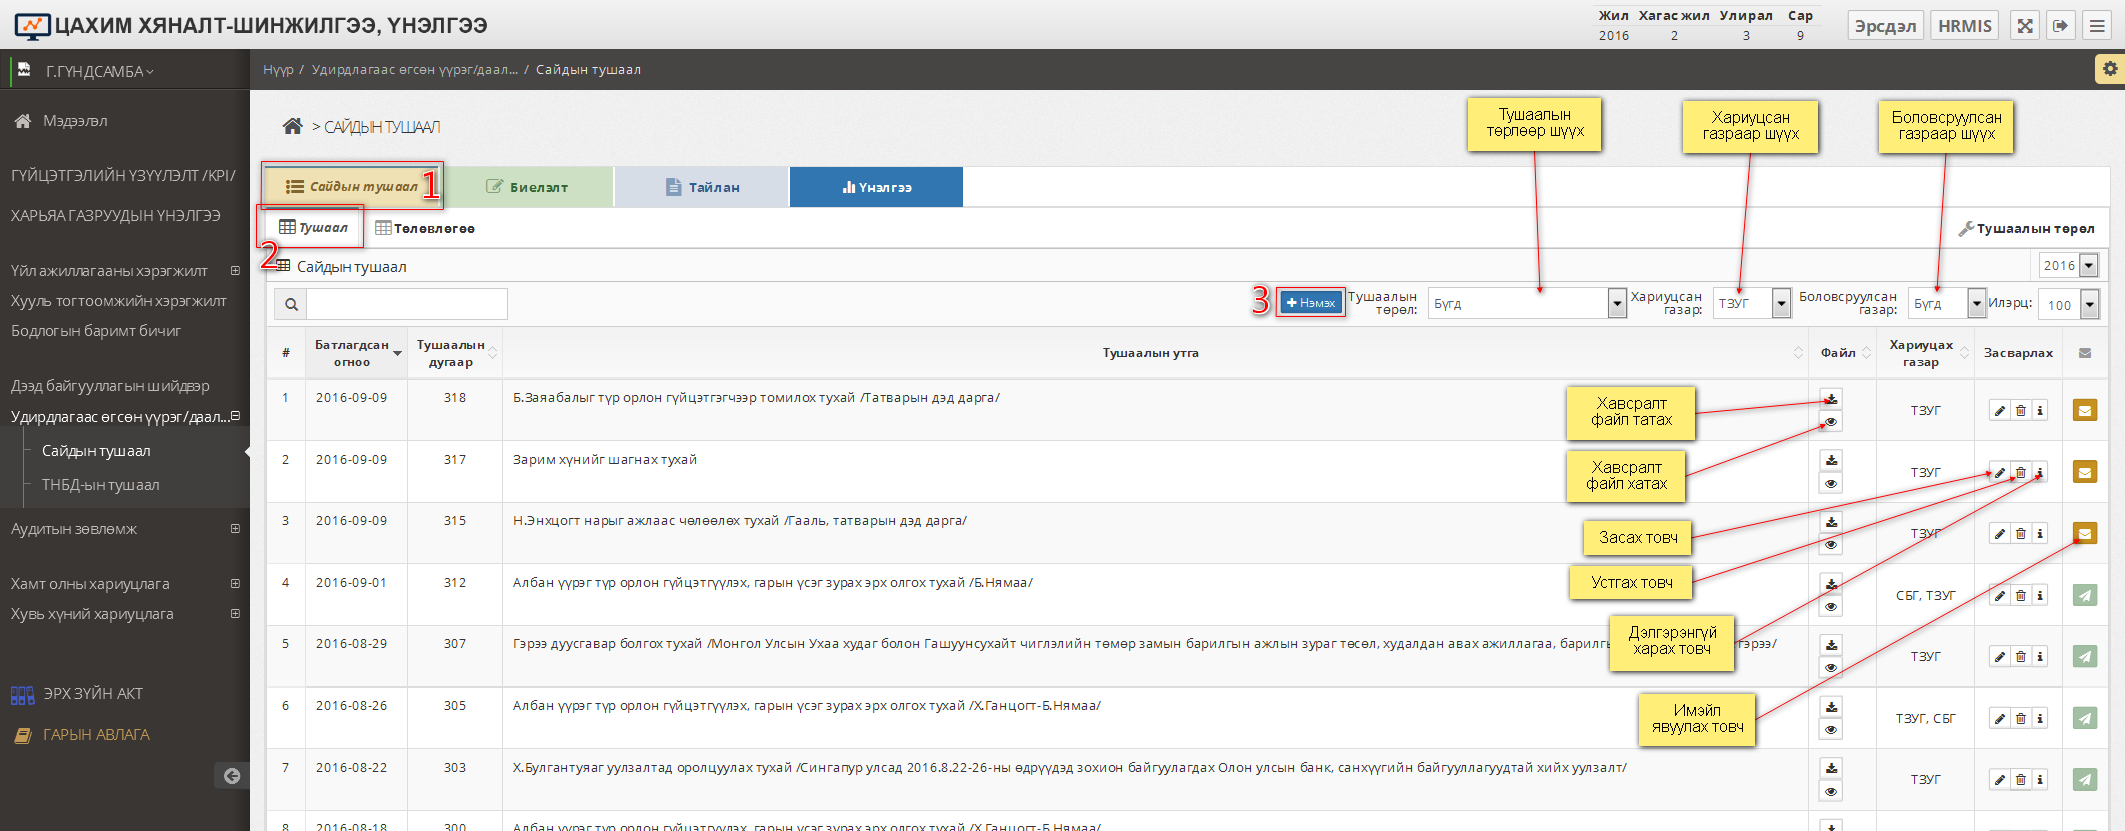 ЦАХИМ ХЯНАЛТ-ШИНЖИЛГЭЭ, ҮНЭЛГЭЭ
Жил Хагас жил Улирал Сар
2016 2 3 9
Эрсдэл HRMIS
Г.ГҮНДСАМБА
Нүүр / Удирдлагаас өгсөн үүрэг/даал... / Сайдын тушаал
Мэдээлэл
ГҮЙЦЭТГЭЛИЙН ҮЗҮҮЛЭЛТ /KPI/
ХАРЬЯА ГАЗРУУДЫН ҮНЭЛГЭЭ
Үйл ажиллагааны хэрэгжилт
Хууль тогтоомжийн хэрэгжилт
Бодлогын баримт бичиг
Дээд байгууллагын шийдвэр
Удирдлагаас өгсөн үүрэг/даал...
Сайдын тушаал
ТНБД-ын тушаал
Аудитын зөвлөмж
Хамт олны хариуцлага
Хувь хүний хариуцлага
ЭРХ ЗҮЙН АКТ
ГАРЫН АВЛАГА
> САЙДЫН ТУШААЛ
Тушаалын
төрлөөр шүүх
Хариуцсан
газраар шүүх
Боловсруулсан
газраар шүүх
Сайдын тушаал 1 Биелэлт Тайлан Үнэлгээ
Тушаал Төлөвлөгөө Тушаалын төрөл
2
Сайдын тушаал 2016
3 + Нэмэх Тушаалын төрөл: Бүгд Хариуцсан газар: ТЗУГ Боловсруулсан газар: Бүгд Илэрц: 100
# Батлагдсан огноо Тушаалын дугаар Тушаалын утга Файл Хариуцах газар Засварлах
1 2016-09-09 318 Б.Заяабалыг түр орлон гүйцэтгэгчээр томилох тухай /Татварын дэд дарга/ ТЗУГ
Хавсралт
файл татах
2 2016-09-09 317 Зарим хүнийг шагнах тухай ТЗУГ
Хавсралт
файл хатах
3 2016-09-09 315 Н.Энхцогт нарыг ажлаас чөлөөлөх тухай /Гааль, татварын дэд дарга/ ТЗУГ
Засах товч
4 2016-09-01 312 Албан үүрэг түр орлон гүйцэтгүүлэх, гарын үсэг зурах эрх олгох тухай /Б.Нямаа/ СБГ, ТЗУГ
Устгах товч
5 2016-08-29 307 Гэрээ дуусгавар болгох тухай /Монгол Улсын Ухаа худаг болон Гашуунсухайт чиглэлийн төмөр замын барилгын ажлын зураг төсөл, худалдан авах ажиллагаа, ТЗУГ
Дэлгэрэнгүй
харах товч
6 2016-08-26 305 Албан үүрэг түр орлон гүйцэтгүүлэх, гарын үсэг зурах эрх олгох тухай /Х.Ганцогт-Б.Нямаа/ ТЗУГ, СБГ
Имэйл
явуулах товч
7 2016-08-22 303 Х.Булгантуяаг уулзалтад оролцуулах тухай /Сингапур улсад 2016.8.22-26-ны өдрүүдэд зохион байгуулагдах Олон улсын банк, санхүүгийн байгууллагуудтай хийх уулзалт/ ТЗУГ
8 2016-08-18 300 Албан үүрэг түр орлон гүйцэтгүүлэх, гарын үсэг зурах эрх олгох тухай /Х.Ганцогт-Б.Нямаа/